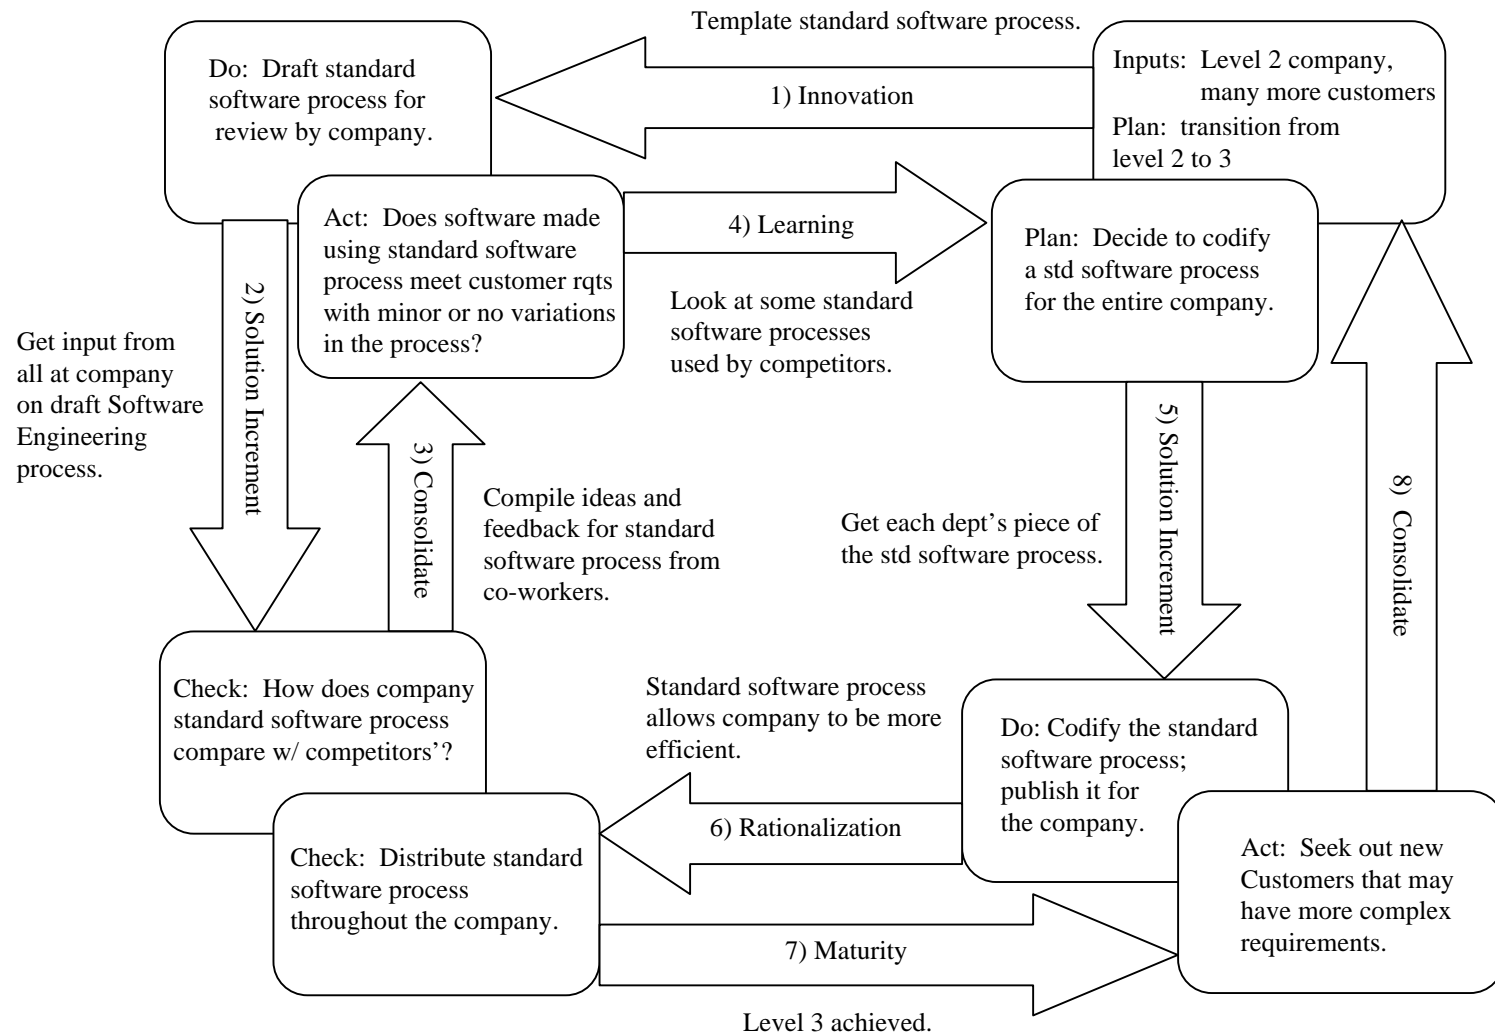 Template standard software process.
Do:  Draft standard
software process for
review by company.
1) Innovation
Inputs:  Level 2 company,
many more customers
Plan:  transition from
level 2 to 3
Act:  Does software made
using standard software
process meet customer rqts
with minor or no variations
in the process?
4) Learning
Look at some standard
software processes
used by competitors.
Plan:  Decide to codify
a std software process
for the entire company.
2) Solution Increment
Get input from
all at company
on draft Software
Engineering
process.
3) Consolidate
Compile ideas and
feedback for standard
software process from
co-workers.
5) Solution Increment
Get each dept’s piece of
the std software process.
8)  Consolidate
Check:  How does company
standard software process
compare w/ competitors’?
Standard software process
allows company to be more
efficient.
6) Rationalization
Do: Codify the standard
software process;
publish it for
the company.
Check:  Distribute standard
software process
throughout the company.
7) Maturity
Level 3 achieved.
Act:  Seek out new
Customers that may
have more complex
requirements.